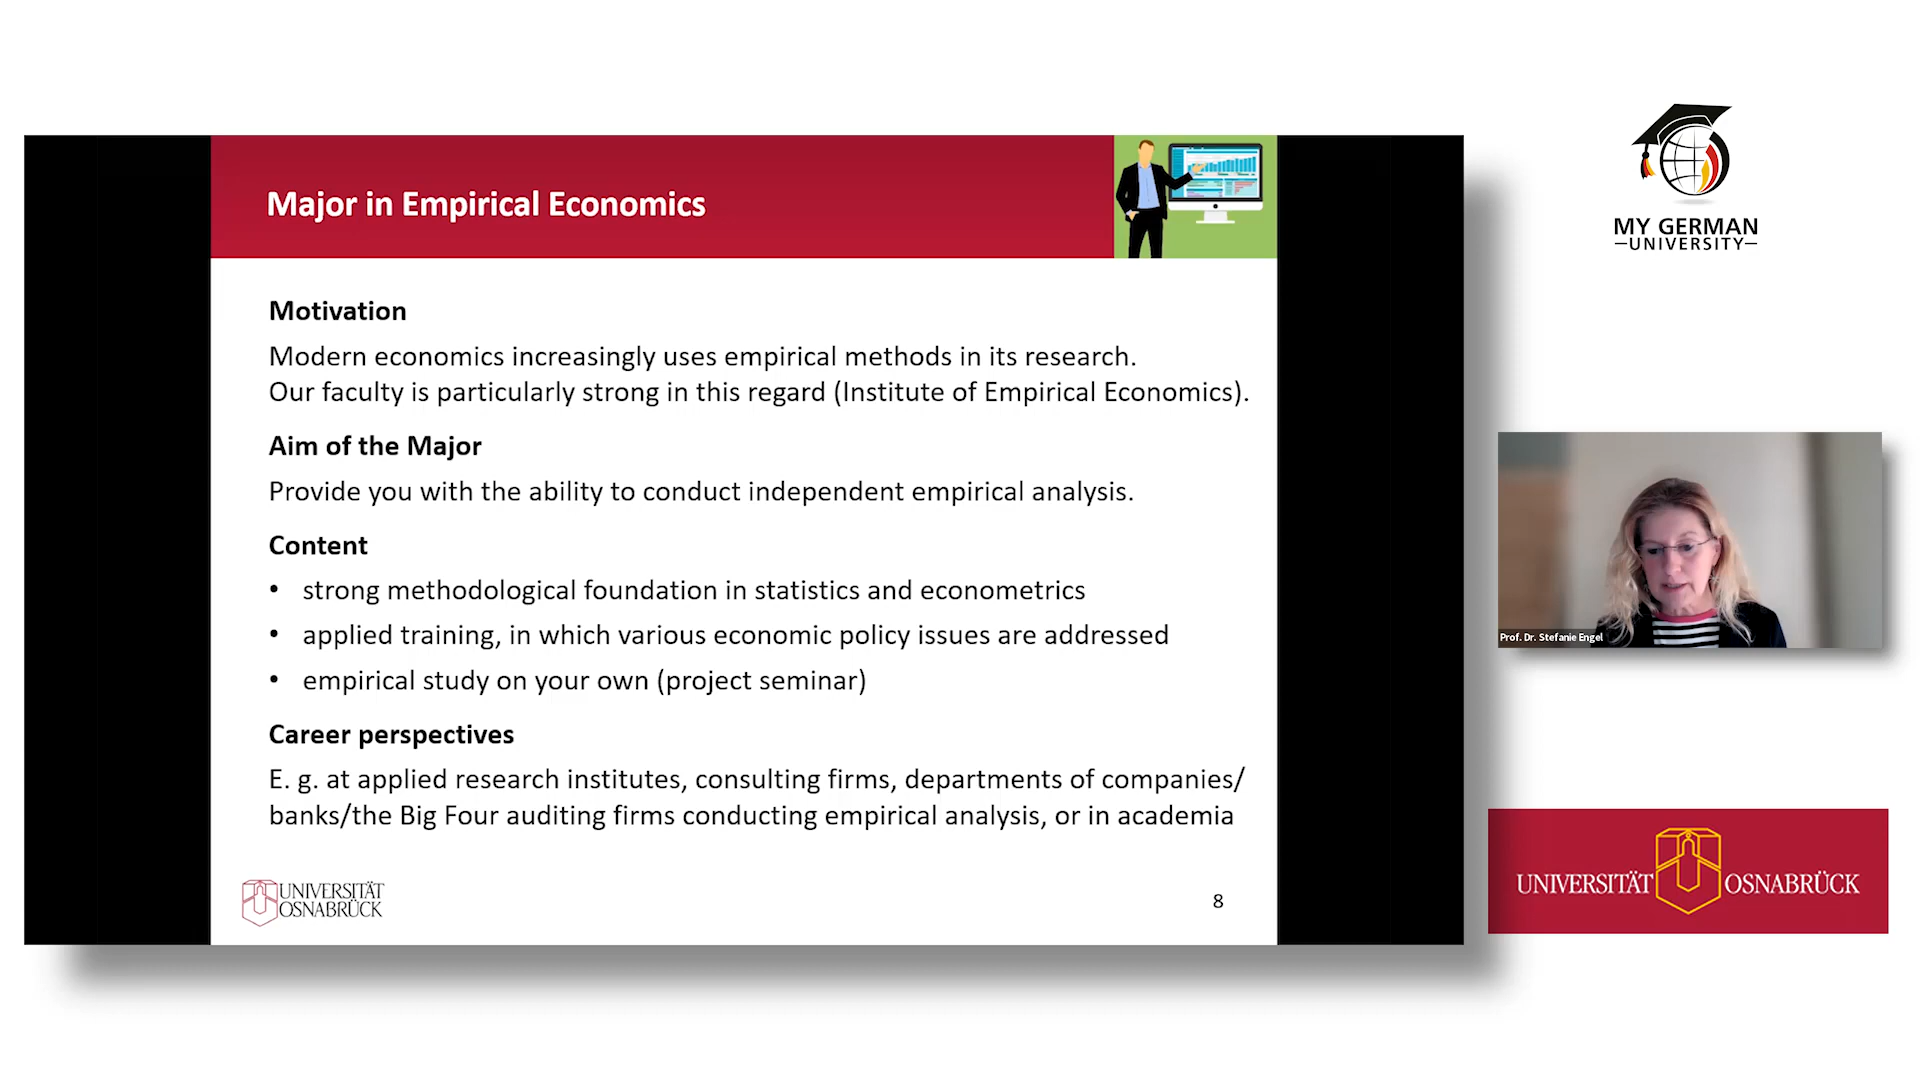 Major in Empirical Economics
Motivation
Modern economics increasingly uses empirical methods in its research.
Our faculty is particularly strong in this regard (Institute of Empirical Economics).
Aim of the Major
Provide you with the ability to conduct independent empirical analysis.
Content
• strong methodological foundation in statistics and econometrics
• applied training, in which various economic policy issues are addressed
• empirical study on your own (project seminar)
Career perspectives
E. g. at applied research institutes, consulting firms, departments of companies/
banks/the Big Four auditing firms conducting empirical analysis, or in academia
UNIVERSITÄT
OSNABRÜCK
8
MY GERMAN
UNIVERSITY
Prof. Dr. Stefanie Engel
UNIVERSITÄT OSNABRÜCK